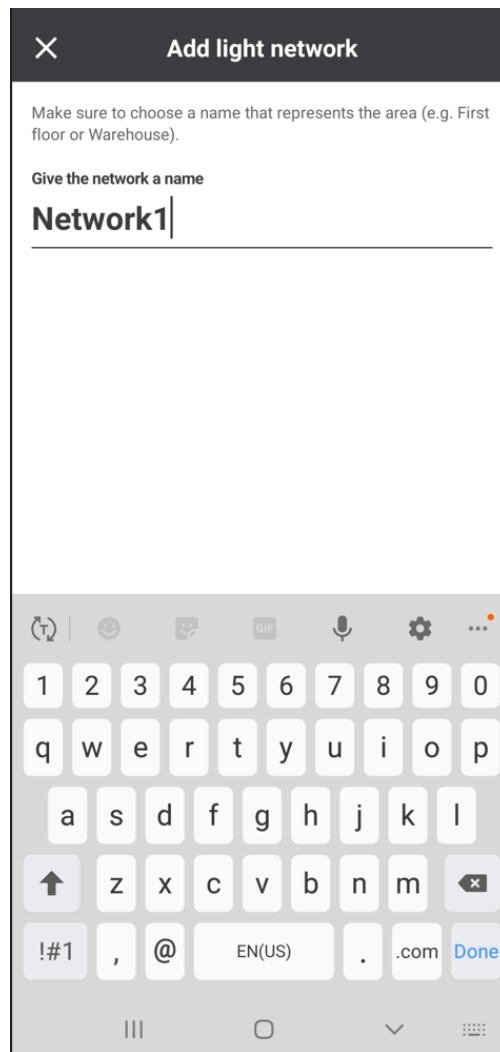 Add light network
Make sure to choose a name that represents the area (e.g. First
floor or Warehouse).
Give the network a name
Network1
T
GIF
1 2 3 4 5 6 7 8 9 0
q w e r t y u i o p
a s d f g h j k l
z x c v b n m
!#1 , @ EN(US) . .com Done